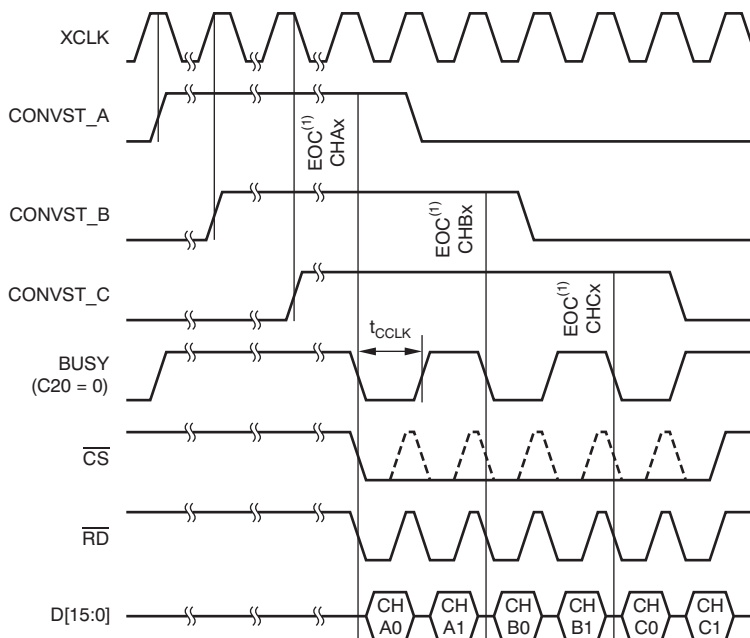 XCLK
CONVST_A
EOC(1)
CHAx
CONVST_B
EOC(1)
CHBx
CONVST_C
EOC(1)
CHCx
tCCLK
BUSY
(C20 = 0)
CS
RD
D[15:0]
CH
A0
CH
A1
CH
B0
CH
B1
CH
C0
CH
C1